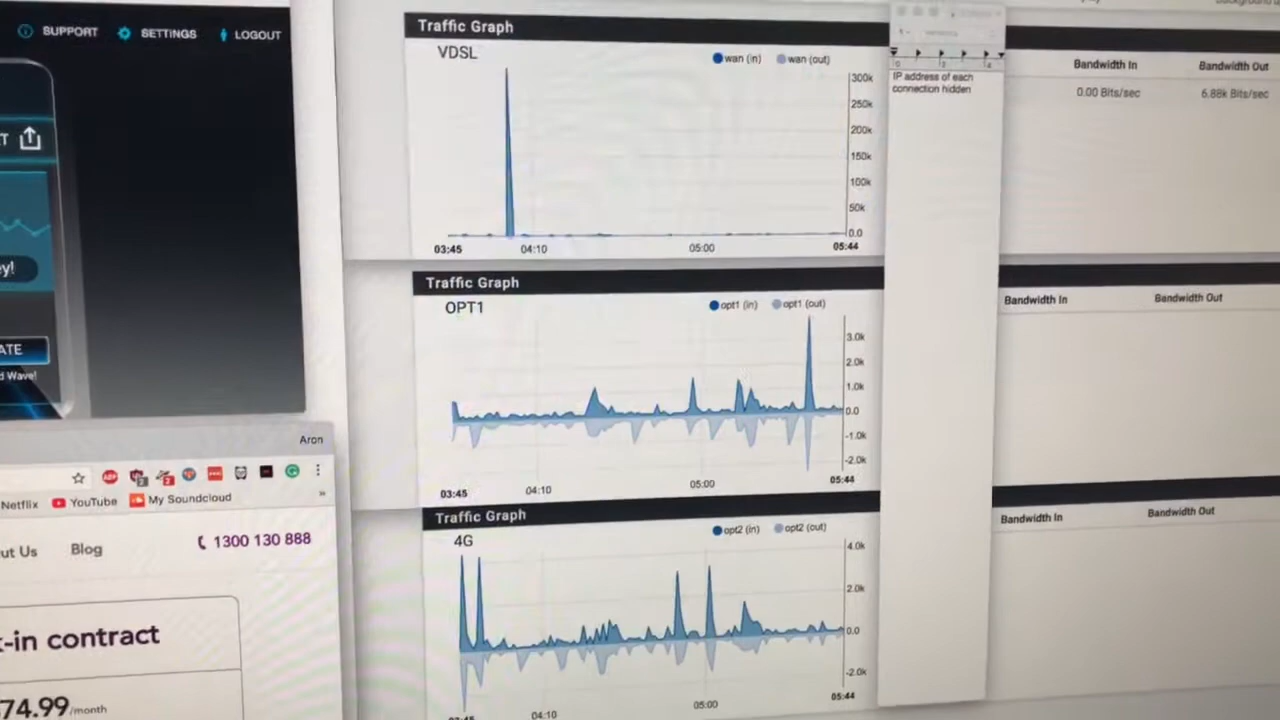 SUPPORT SETTINGS LOGOUT
ATE
d Wave!
Aron
Netflix YouTube My Soundcloud »
ut Us Blog 1300 130 888
k-in contract
74.99/month
Traffic Graph
VDSL
wan (in) wan (out)
300k
250k
200k
150k
100k
50k
0.0
03:45 04:10 05:00 05:44
Traffic Graph
OPT1
opt1 (in) opt1 (out)
3.0k
2.0k
1.0k
0.0
-1.0k
-2.0k
03:45 04:10 05:00 05:44
Traffic Graph
4G
opt2 (in) opt2 (out)
4.0k
2.0k
0.0
-2.0k
03:45 04:10 05:00 05:44
IP address of each
connection hidden
Bandwidth In Bandwidth Out
0.00 Bits/sec 6.88k Bits/sec
Bandwidth In Bandwidth Out
Bandwidth In Bandwidth Out